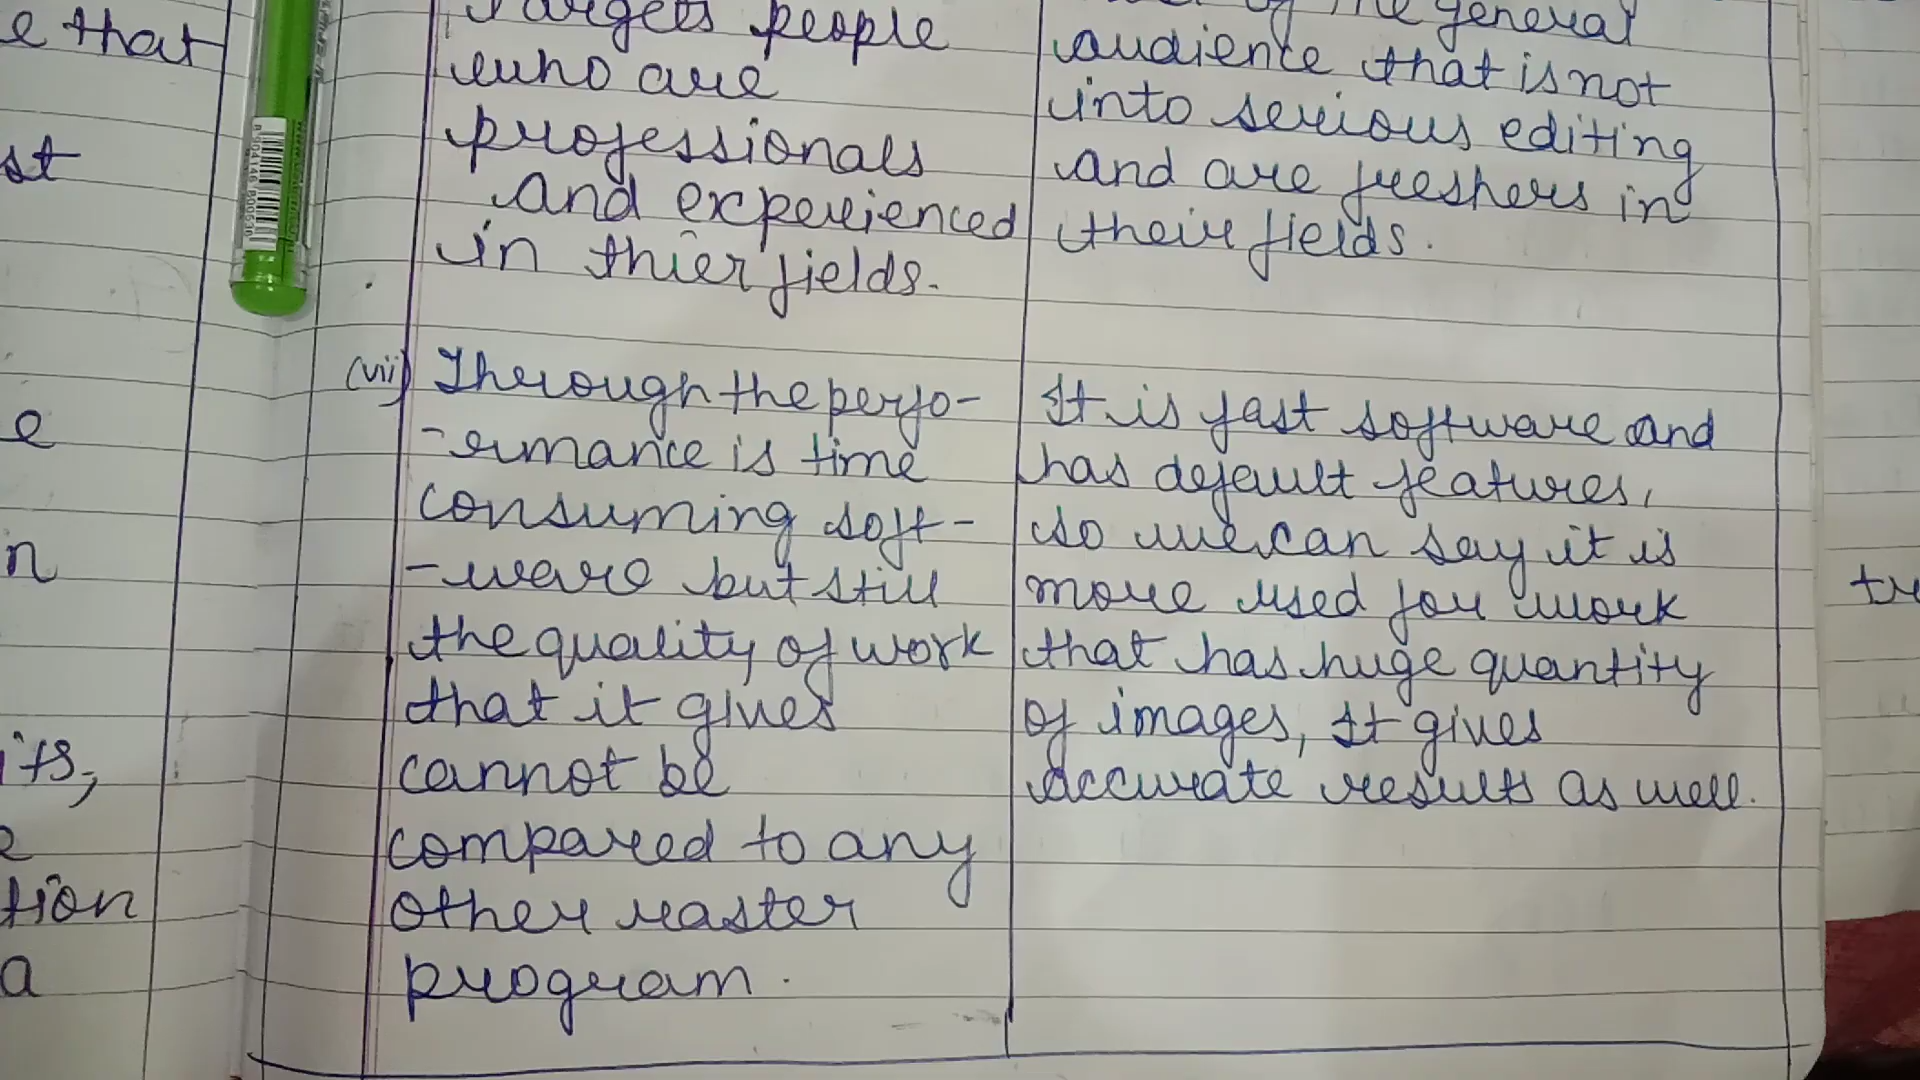 e that
st
e
n
its,
e
tion
a
Targets people
who are
professionals
and experienced
in thier fields.
the general
audience that is not
into serious editing
and are freshers in
their fields.
(vii) Through the perfo-
-rmance is time
consuming soft-
-ware but still
the quality of work
that it gives
cannot be
compared to any
other raster
program.
It is fast software and
has default features,
so we can say it is
more used for work
that has huge quantity
of images, It gives
accurate results as well.